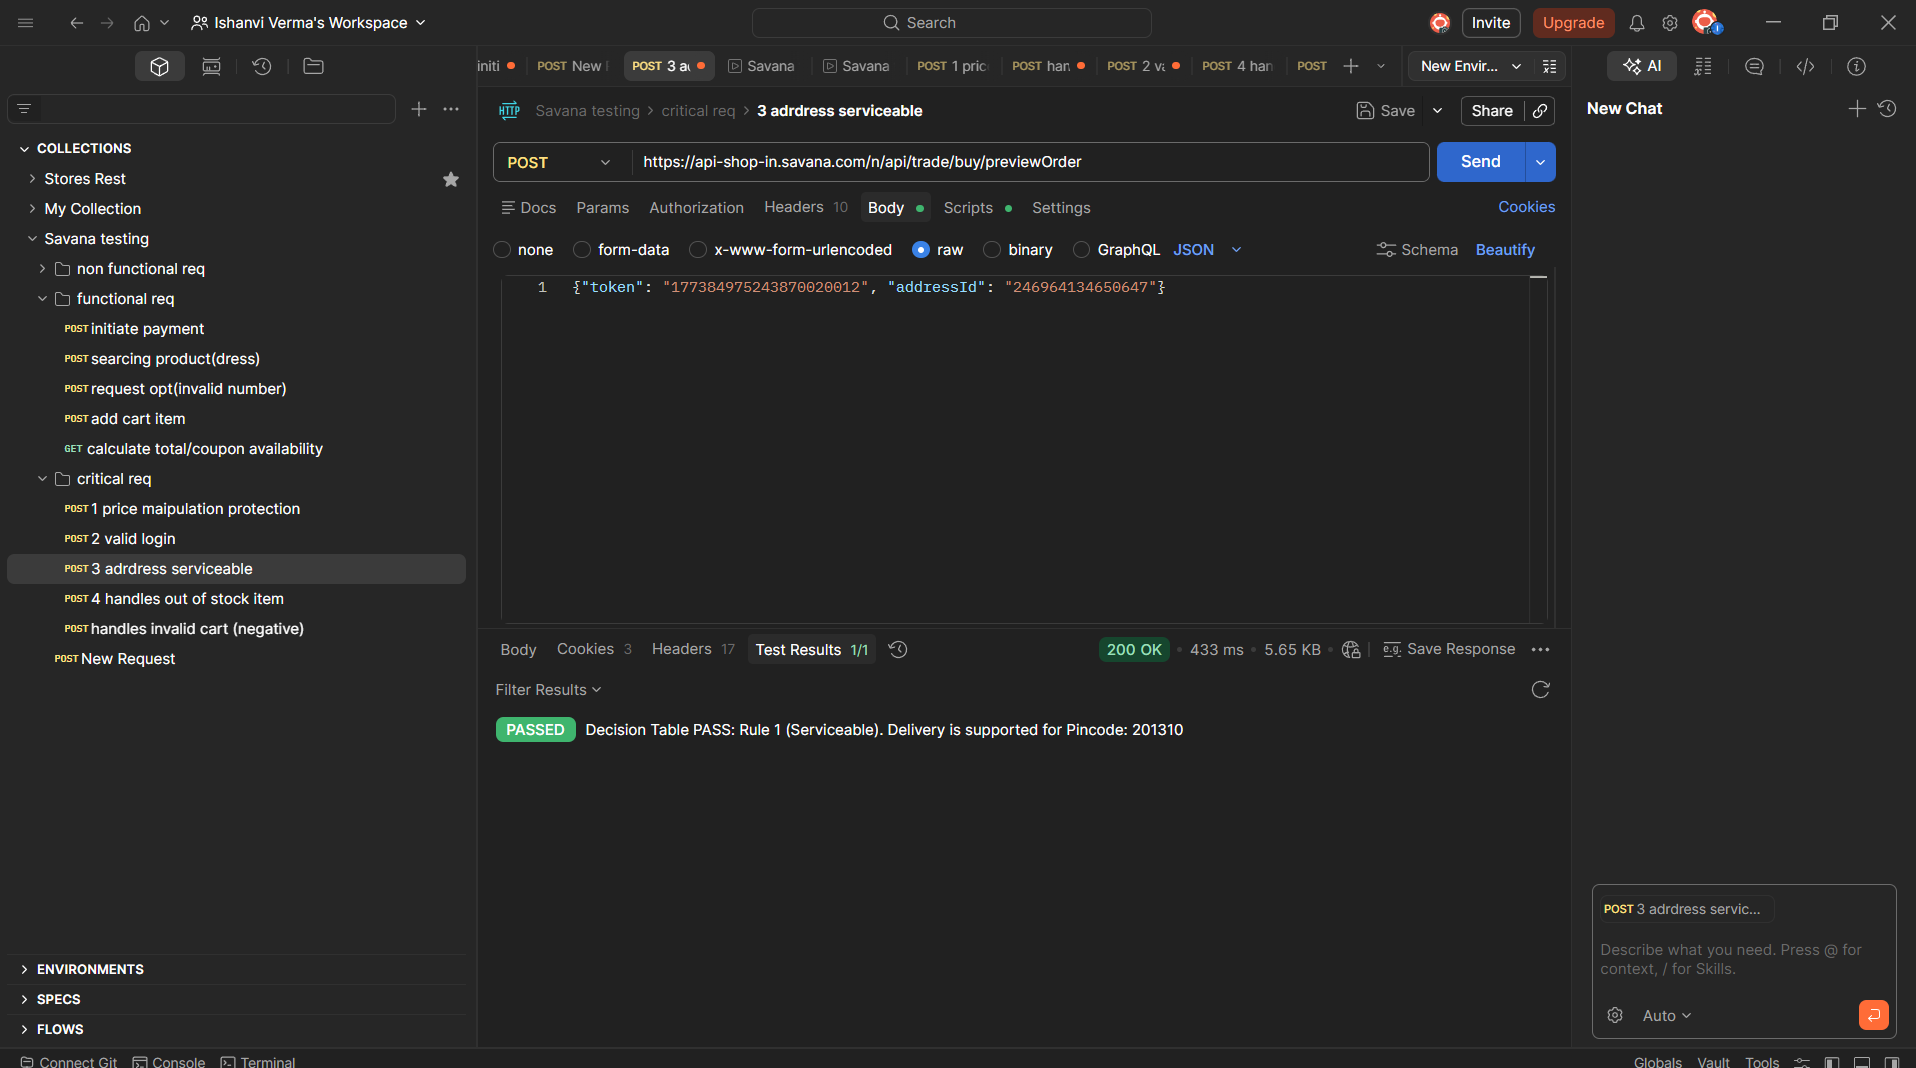 Ishanvi Verma's Workspace
Search
Invite
Upgrade
initi
POST New
POST 3 a
Savana
Savana
POST 1 pric
POST han
POST 2 va
POST 4 han
POST
New Envir...
AI
COLLECTIONS
Stores Rest
My Collection
Savana testing
non functional req
functional req
POST initiate payment
POST searcing product(dress)
POST request opt(invalid number)
POST add cart item
GET calculate total/coupon availability
critical req
POST 1 price maipulation protection
POST 2 valid login
POST 3 adrdress serviceable
POST 4 handles out of stock item
POST handles invalid cart (negative)
POST New Request
ENVIRONMENTS
SPECS
FLOWS
HTTP Savana testing > critical req > 3 adrdress serviceable
Save
Share
POST https://api-shop-in.savana.com/n/api/trade/buy/previewOrder
Send
Docs Params Authorization Headers 10 Body Scripts Settings
Cookies
none form-data x-www-form-urlencoded raw binary GraphQL JSON
Schema Beautify
1 {"token": "177384975243870020012", "addressId": "246964134650647"}
Body Cookies 3 Headers 17 Test Results 1/1
200 OK • 433 ms • 5.65 KB
e.g. Save Response
Filter Results
PASSED Decision Table PASS: Rule 1 (Serviceable). Delivery is supported for Pincode: 201310
New Chat
POST 3 adrdress servic...
Describe what you need. Press @ for
context, / for Skills.
Auto
Connect Git Console Terminal
Globals Vault Tools